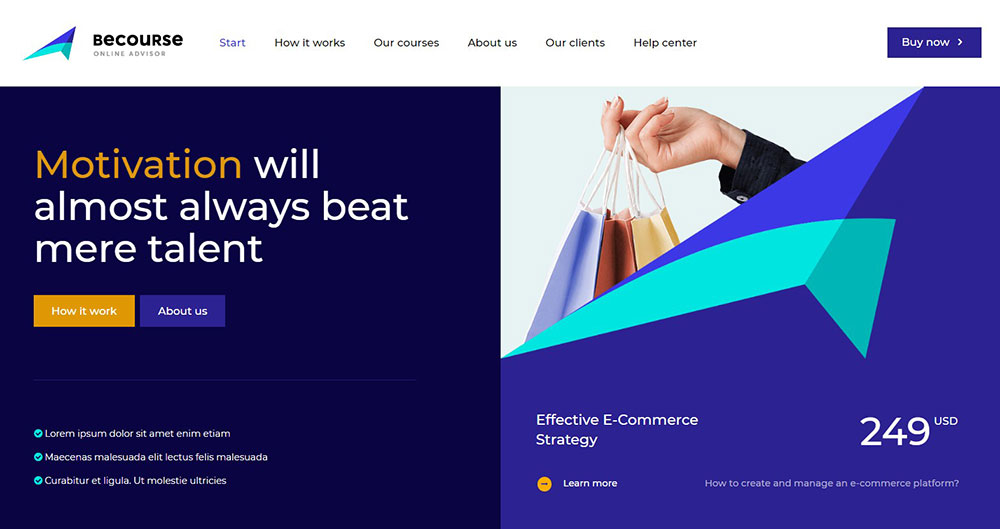 BECOURSE
ONLINE ADVISOR
Start
How it works
Our courses
About us
Our clients
Help center
Buy now
Motivation will
almost always beat
mere talent
How it work
About us
Lorem ipsum dolor sit amet enim etiam
Maecenas malesuada elit lectus felis malesuada
Curabitur et ligula. Ut molestie ultricies
Effective E-Commerce
Strategy
249 USD
Learn more
How to create and manage an e-commerce platform?